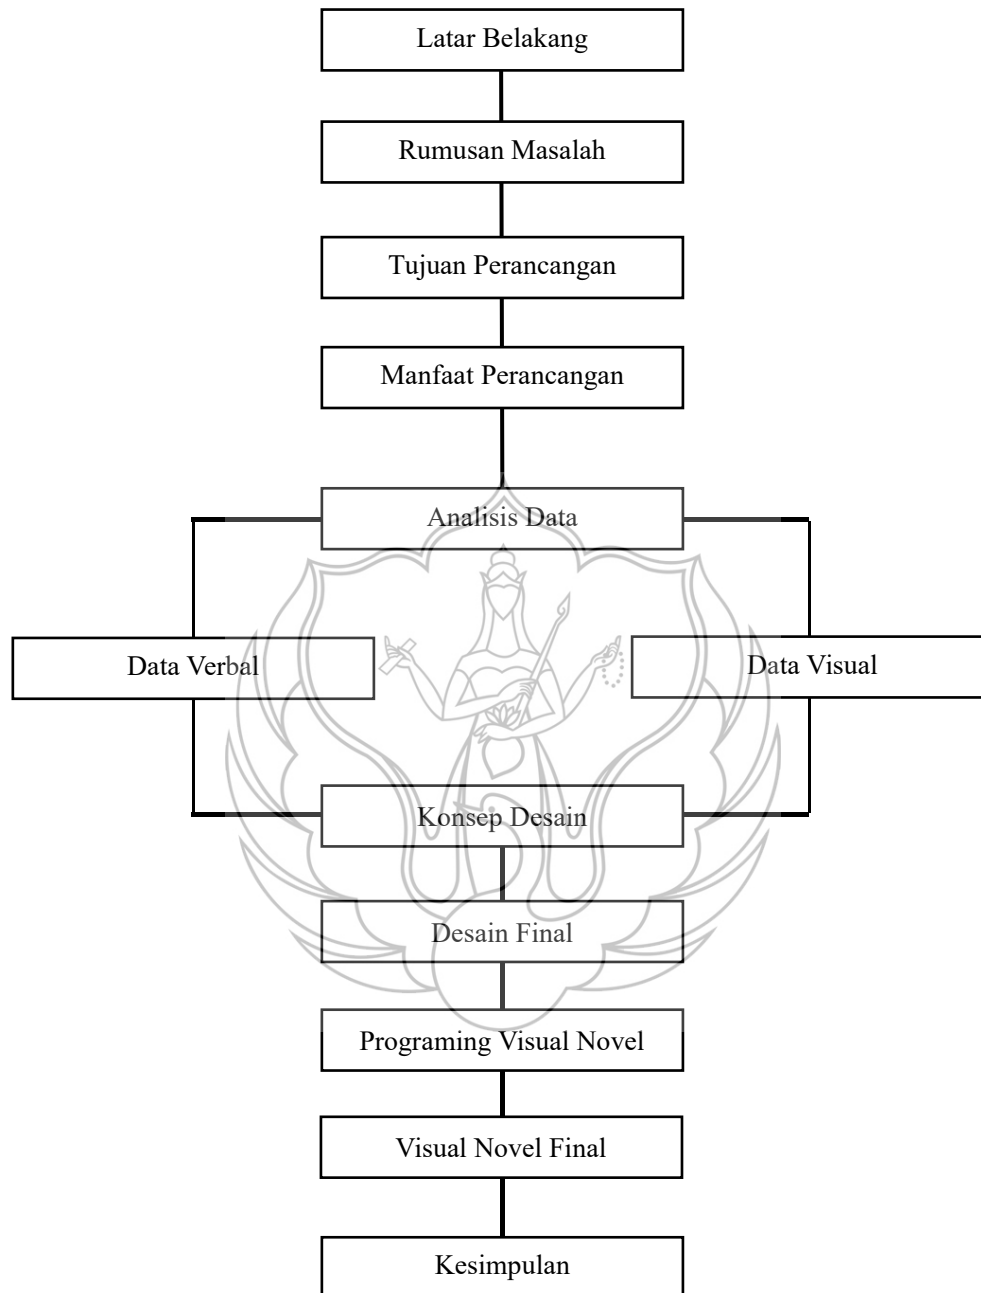 Latar Belakang
Rumusan Masalah
Tujuan Perancangan
Manfaat Perancangan
Analisis Data
Data Verbal
Data Visual
Konsep Desain
Desain Final
Programing Visual Novel
Visual Novel Final
Kesimpulan